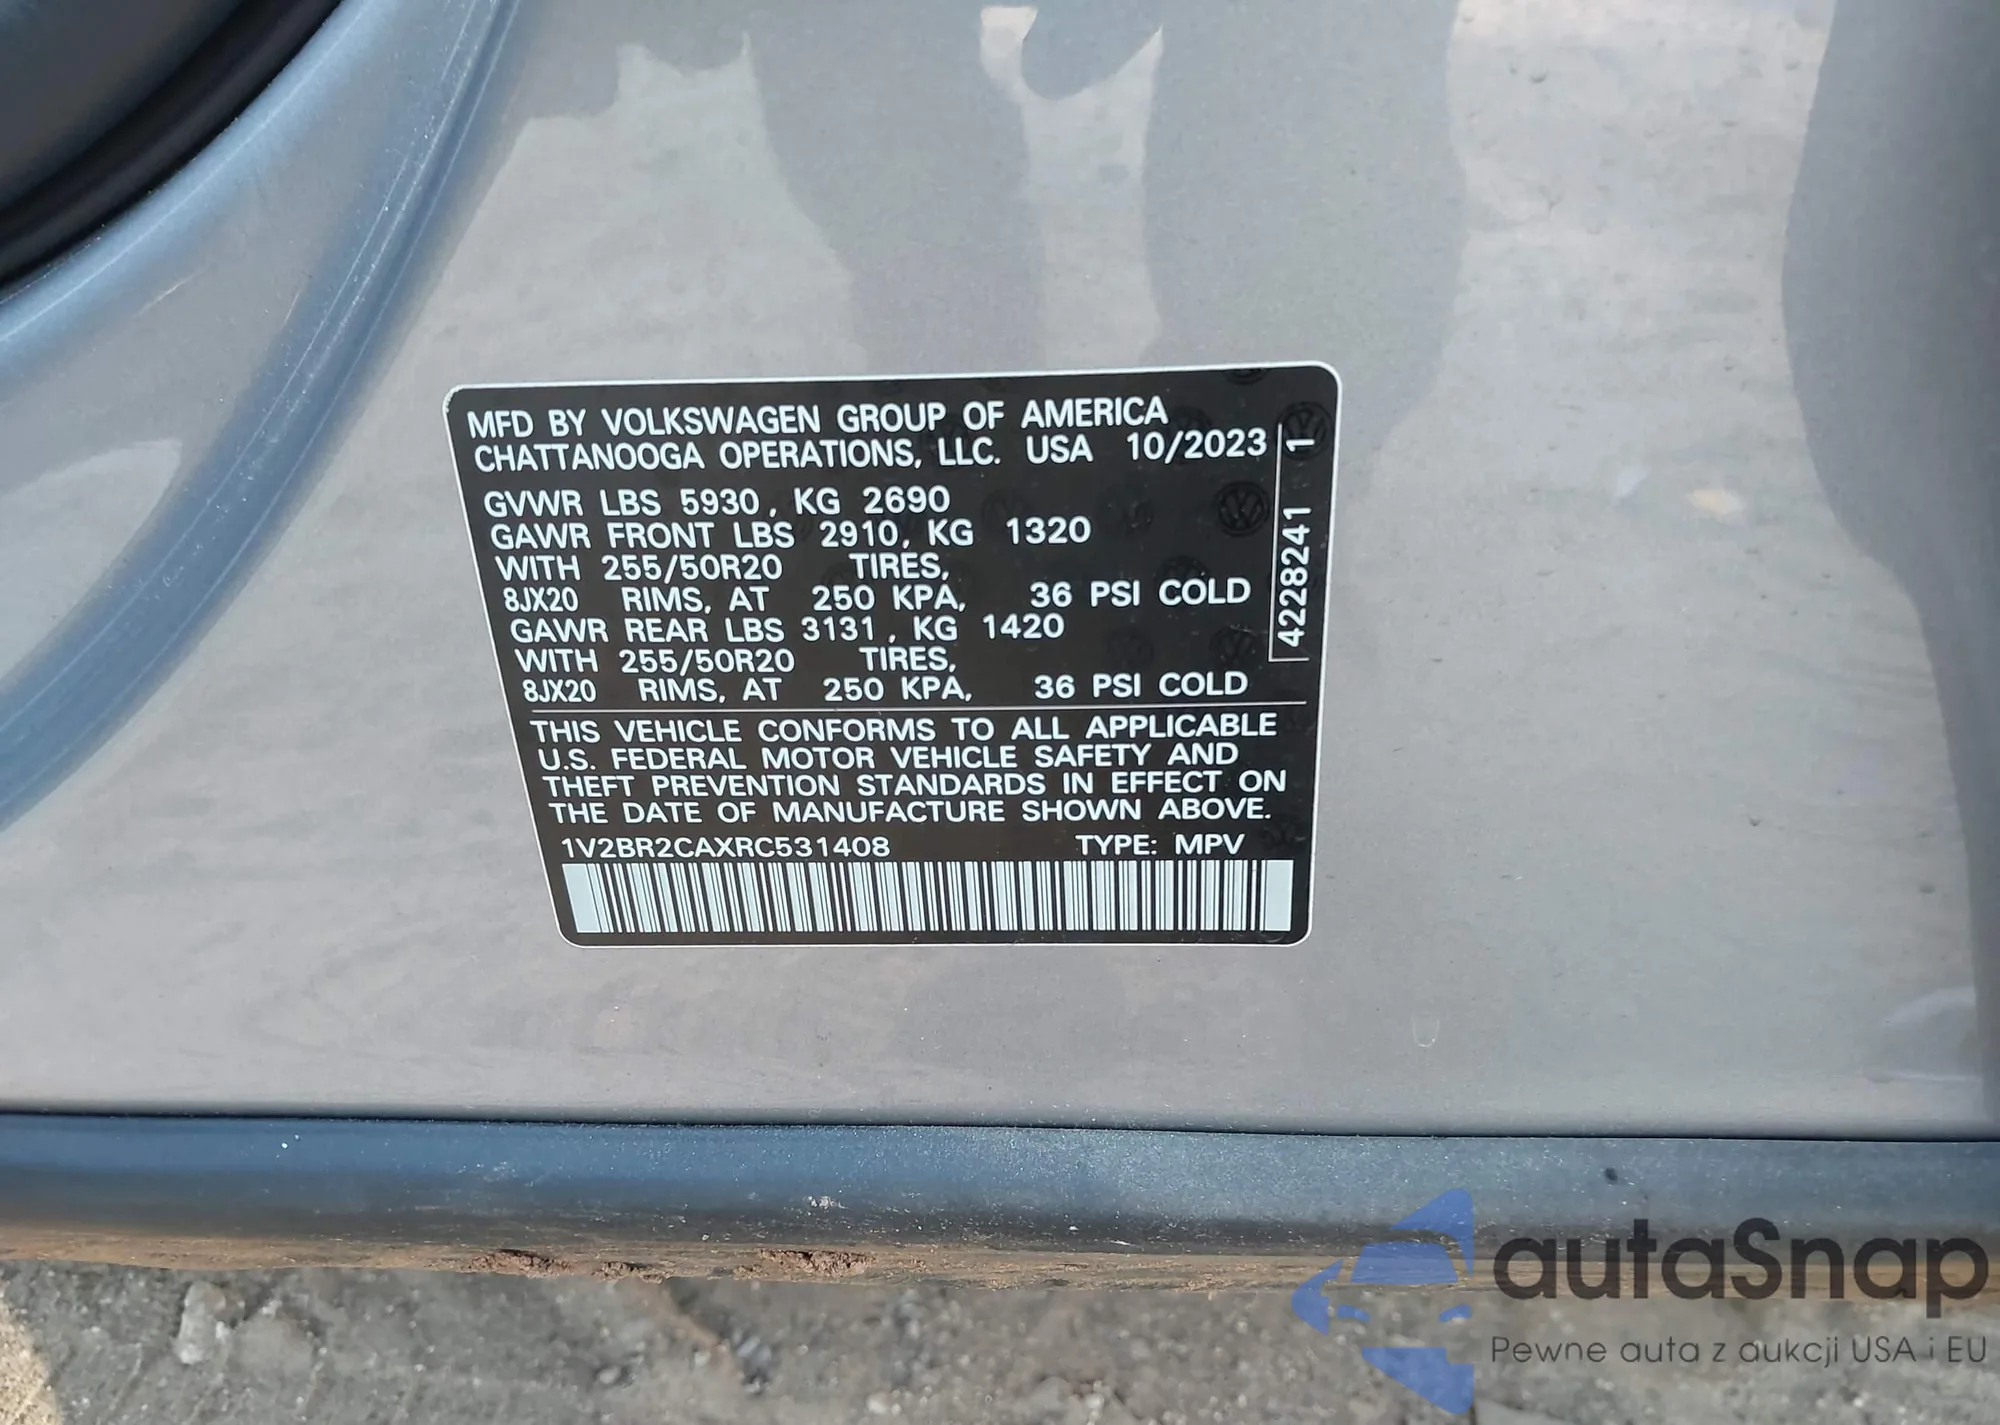 MFD BY VOLKSWAGEN GROUP OF AMERICA
CHATTANOOGA OPERATIONS, LLC. USA 10/2023
GVWR LBS 5930, KG 2690
GAWR FRONT LBS 2910, KG 1320
WITH 255/50R20 TIRES,
8JX20 RIMS, AT 250 KPA, 36 PSI COLD
GAWR REAR LBS 3131, KG 1420
WITH 255/50R20 TIRES,
8JX20 RIMS, AT 250 KPA, 36 PSI COLD
4228241 1
THIS VEHICLE CONFORMS TO ALL APPLICABLE
U.S. FEDERAL MOTOR VEHICLE SAFETY AND
THEFT PREVENTION STANDARDS IN EFFECT ON
THE DATE OF MANUFACTURE SHOWN ABOVE.
1V2BR2CAXRC531408 TYPE: MPV
autaSnap
Pewne auta z aukcji USA i EU